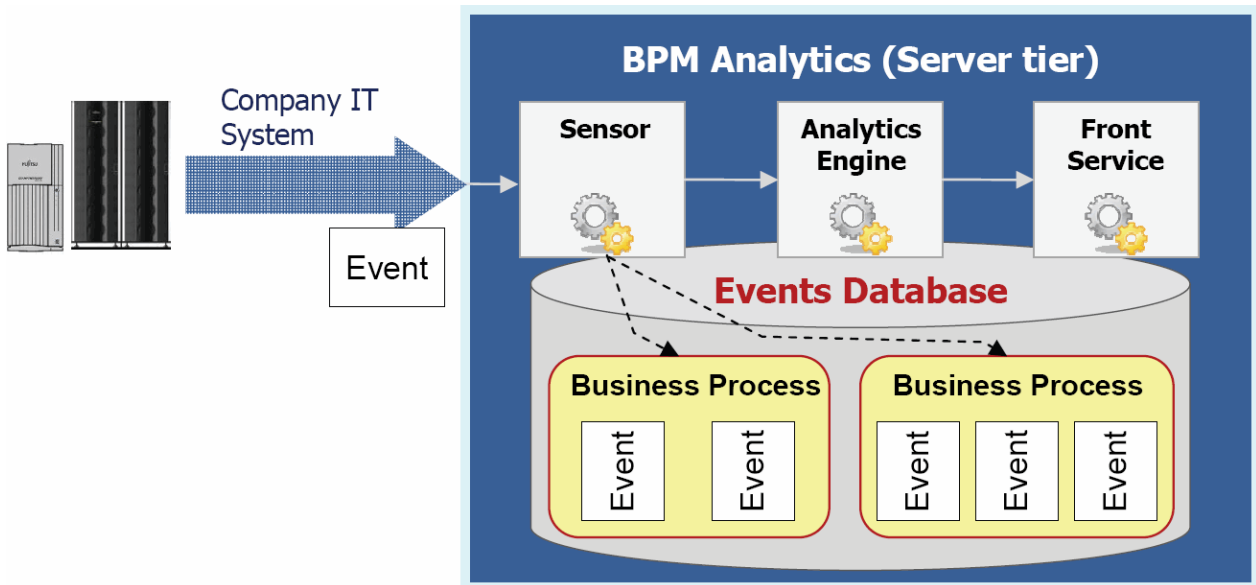 BPM Analytics (Server tier)
Company IT
System
Event
Sensor
Analytics
Engine
Front
Service
FUJITSU
Events Database
Business Process
Event
Event
Business Process
Event
Event
Event